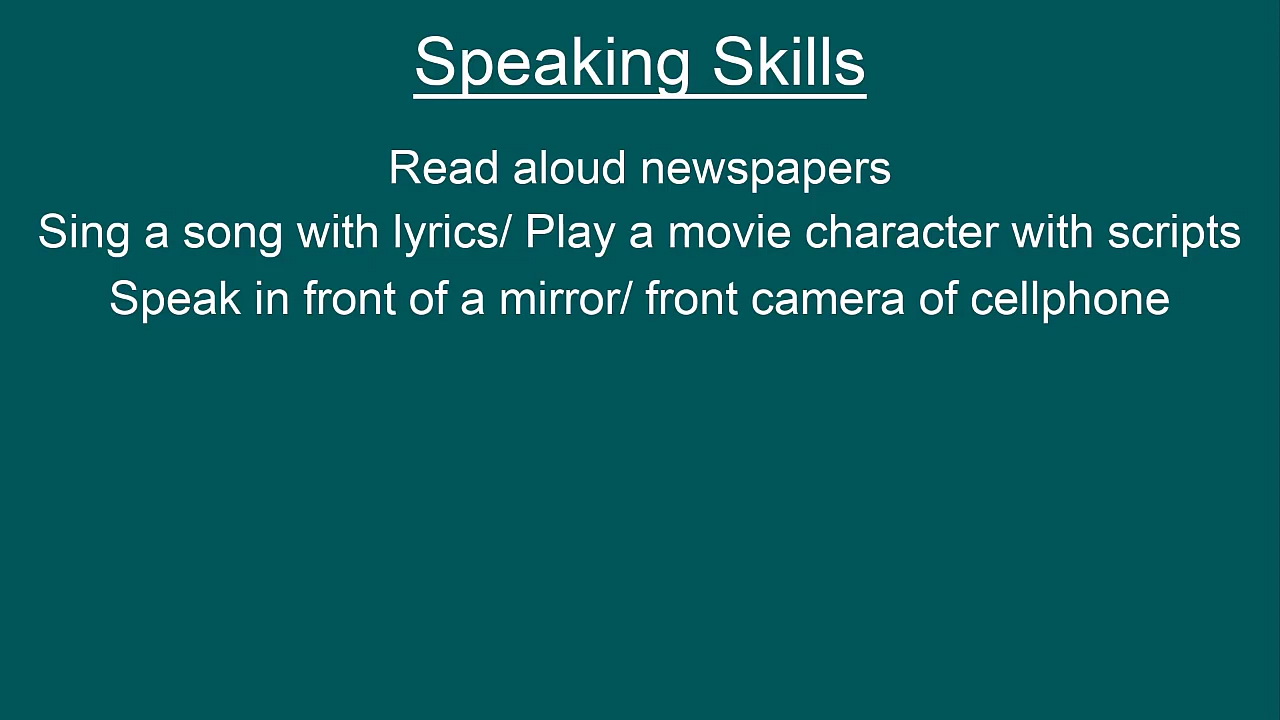 Speaking Skills
Read aloud newspapers
Sing a song with lyrics/ Play a movie character with scripts
Speak in front of a mirror/ front camera of cellphone